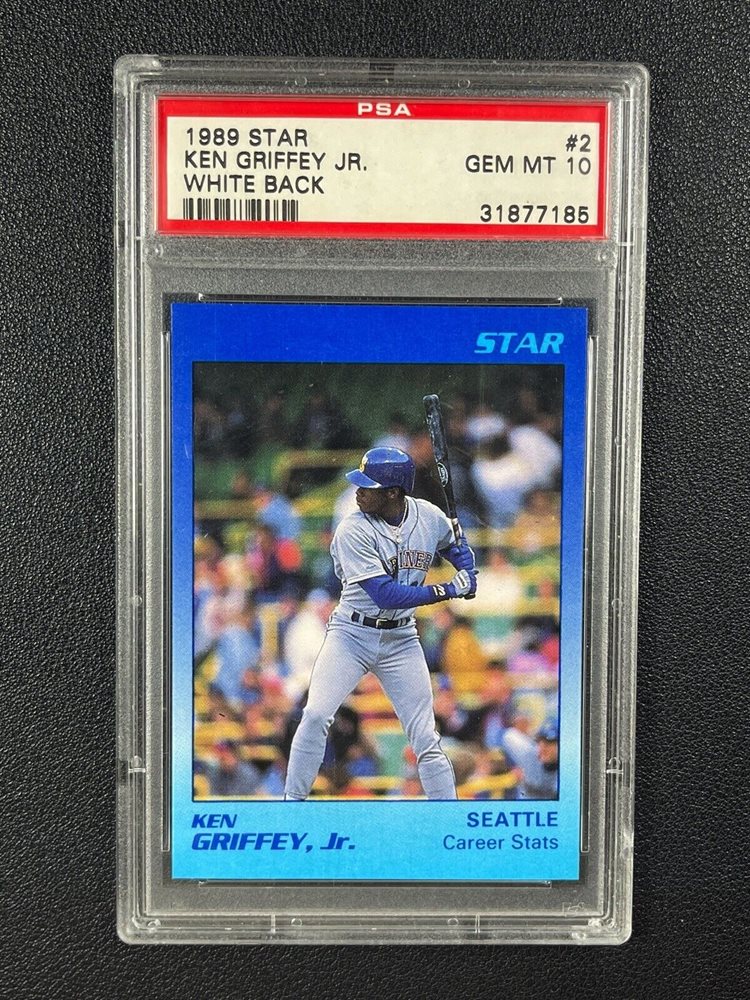 PSA
1989 STAR #2
KEN GRIFFEY JR. GEM MT 10
WHITE BACK
31877185
STAR
KEN SEATTLE
GRIFFEY, Jr. Career Stats